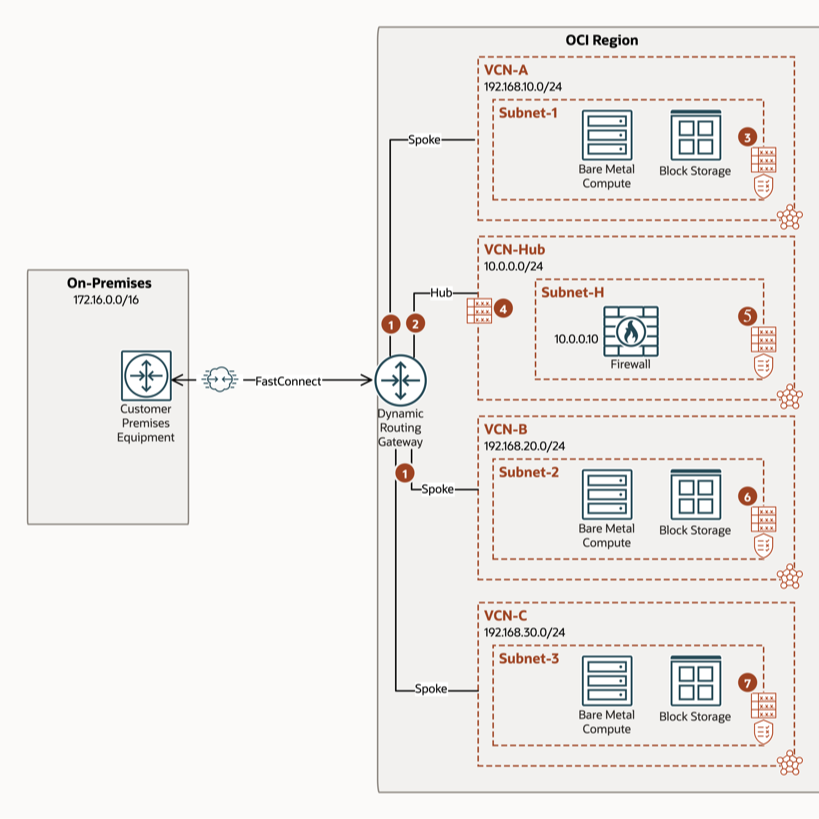 OCI Region
VCN-A
192.168.10.0/24
Subnet-1
3
Bare Metal
Compute
Block Storage
Spoke
VCN-Hub
10.0.0.0/24
Hub
Subnet-H
4
5
10.0.0.10
Firewall
1
2
On-Premises
172.16.0.0/16
Customer
Premises
Equipment
FastConnect
Dynamic
Routing
Gateway
1
Spoke
VCN-B
192.168.20.0/24
Subnet-2
6
Bare Metal
Compute
Block Storage
VCN-C
192.168.30.0/24
Subnet-3
7
Spoke
Bare Metal
Compute
Block Storage